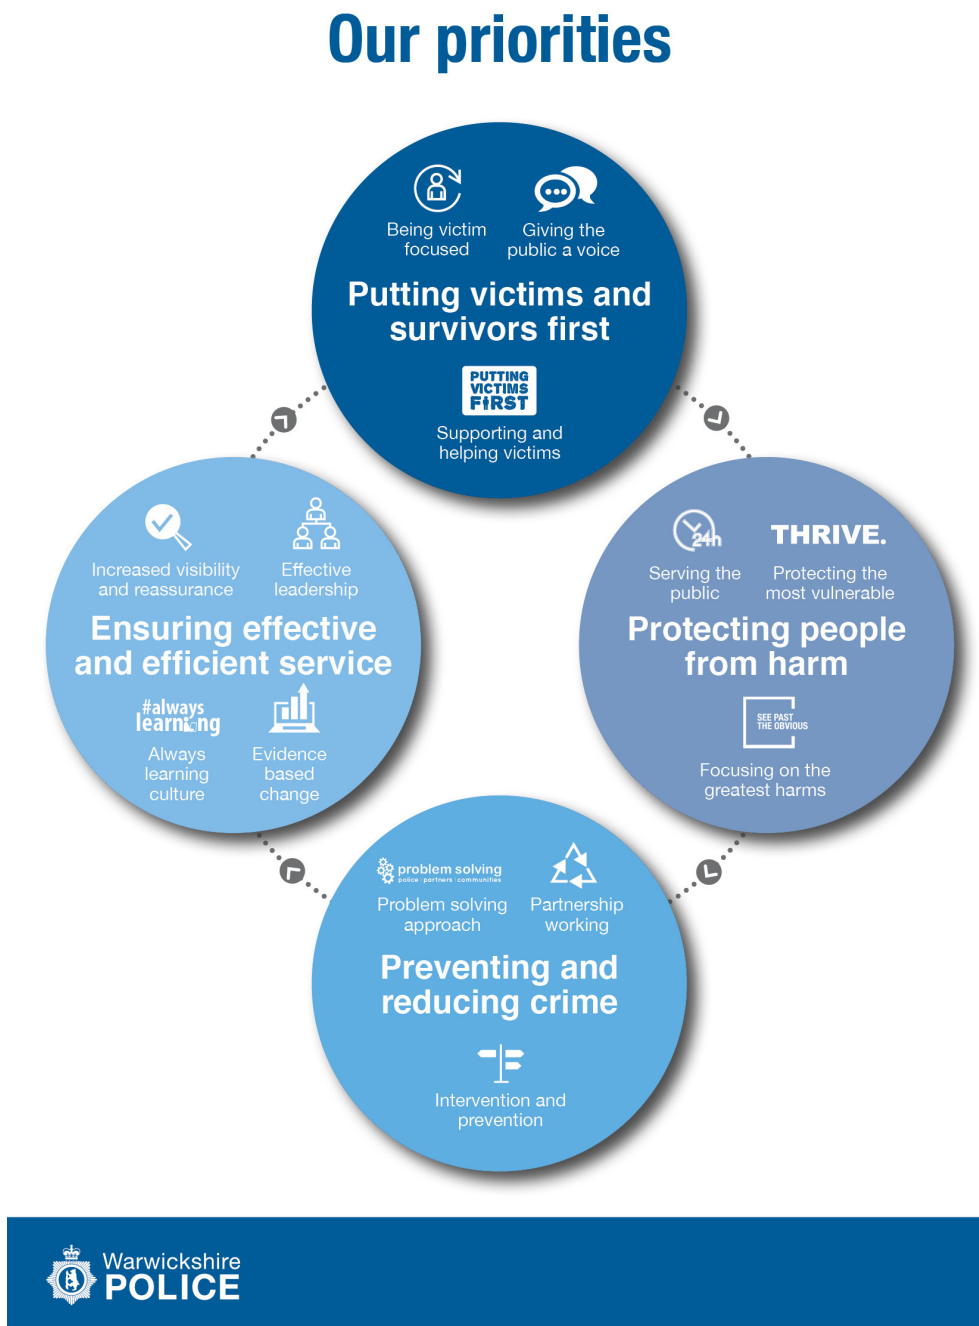 Our priorities
Being victim
focused
Giving the
public a voice
Putting victims and
survivors first
PUTTING
VICTIMS
FIRST
Supporting and
helping victims
Increased visibility
and reassurance
Effective
leadership
Ensuring effective
and efficient service
#always
learning
Always
learning
culture
Evidence
based
change
24h
Serving the
public
THRIVE.
Protecting the
most vulnerable
Protecting people
from harm
SEE PAST
THE OBVIOUS
Focusing on the
greatest harms
problem solving
police partners communities
Problem solving
approach
Partnership
working
Preventing and
reducing crime
Intervention and
prevention
Warwickshire
POLICE